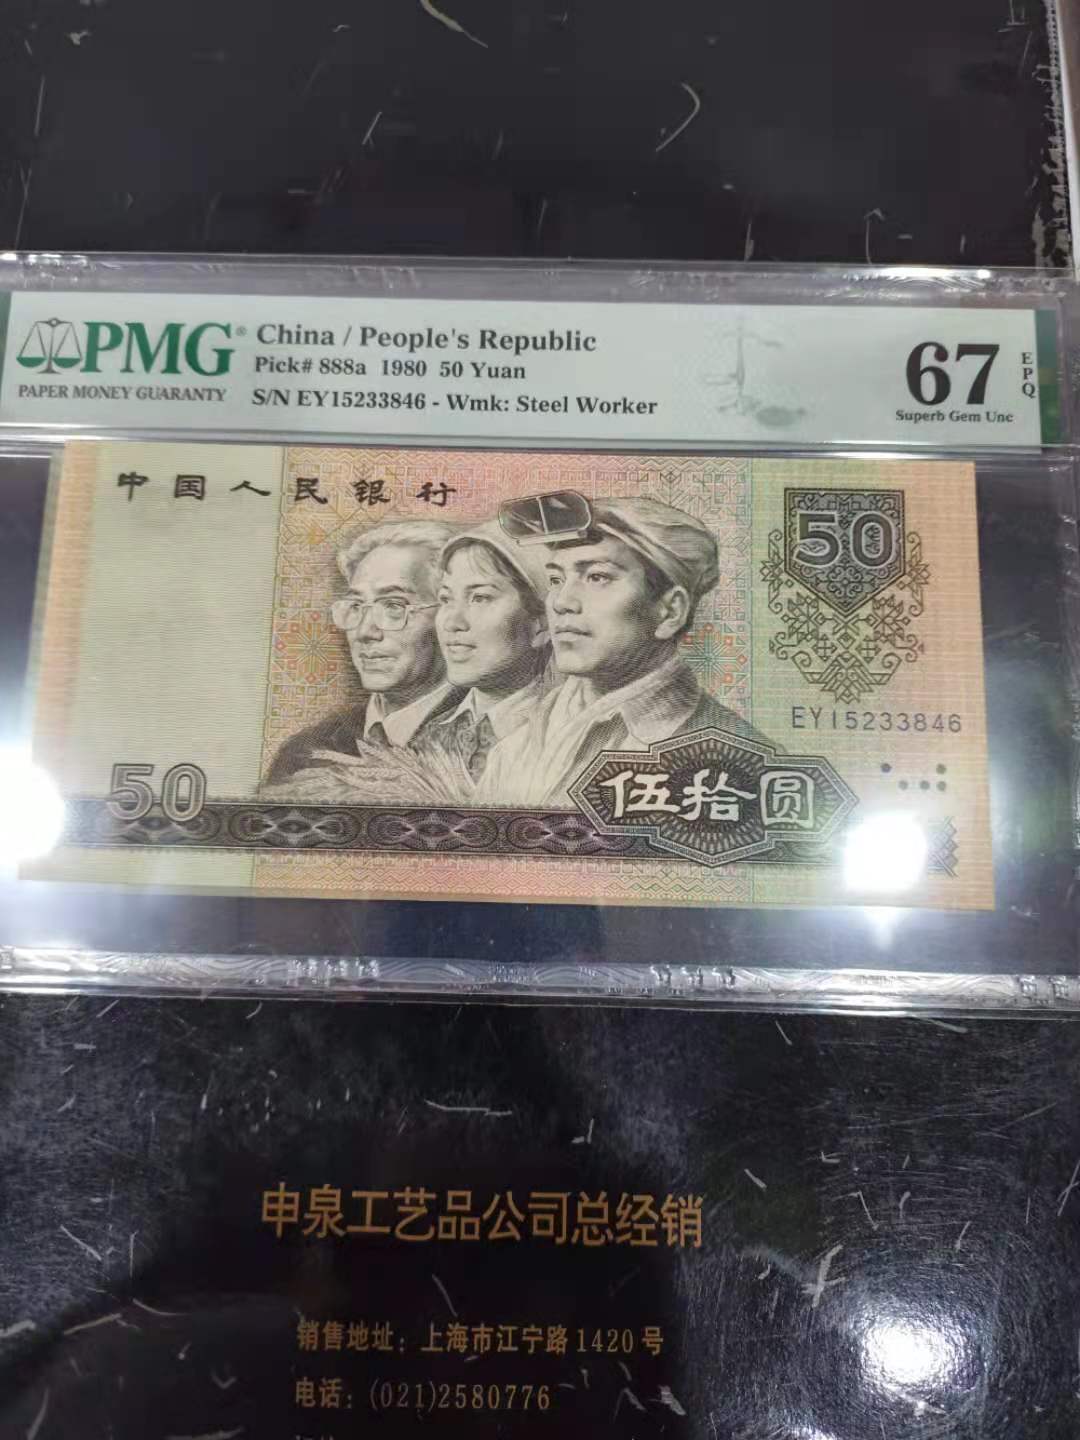 PMG® China / People's Republic
PAPER MONEY GUARANTY
Pick# 888a 1980 50 Yuan
S/N EY15233846 - Wmk: Steel Worker
67 EPQ
Superb Gem Unc
中国人民银行
50
EY15233846
50
伍拾圆
申泉工艺品公司总经销
销售地址：上海市江宁路1420号
电话：(021)2580776